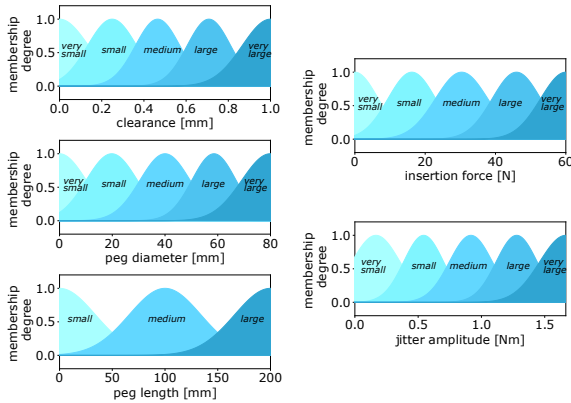 membership
degree
1.0
0.5
0.0
very
small
small
medium
large
very
large
0.0
0.2
0.4
0.6
0.8
1.0
clearance [mm]
membership
degree
1.0
0.5
0.0
very
small
small
medium
large
very
large
0
20
40
60
80
peg diameter [mm]
membership
degree
1.0
0.5
0.0
small
medium
large
0
50
100
150
200
peg length [mm]
membership
degree
1.0
0.5
0.0
very
small
small
medium
large
very
large
0
20
40
60
insertion force [N]
membership
degree
1.0
0.5
0.0
very
small
small
medium
large
very
large
0.0
0.5
1.0
1.5
jitter amplitude [Nm]